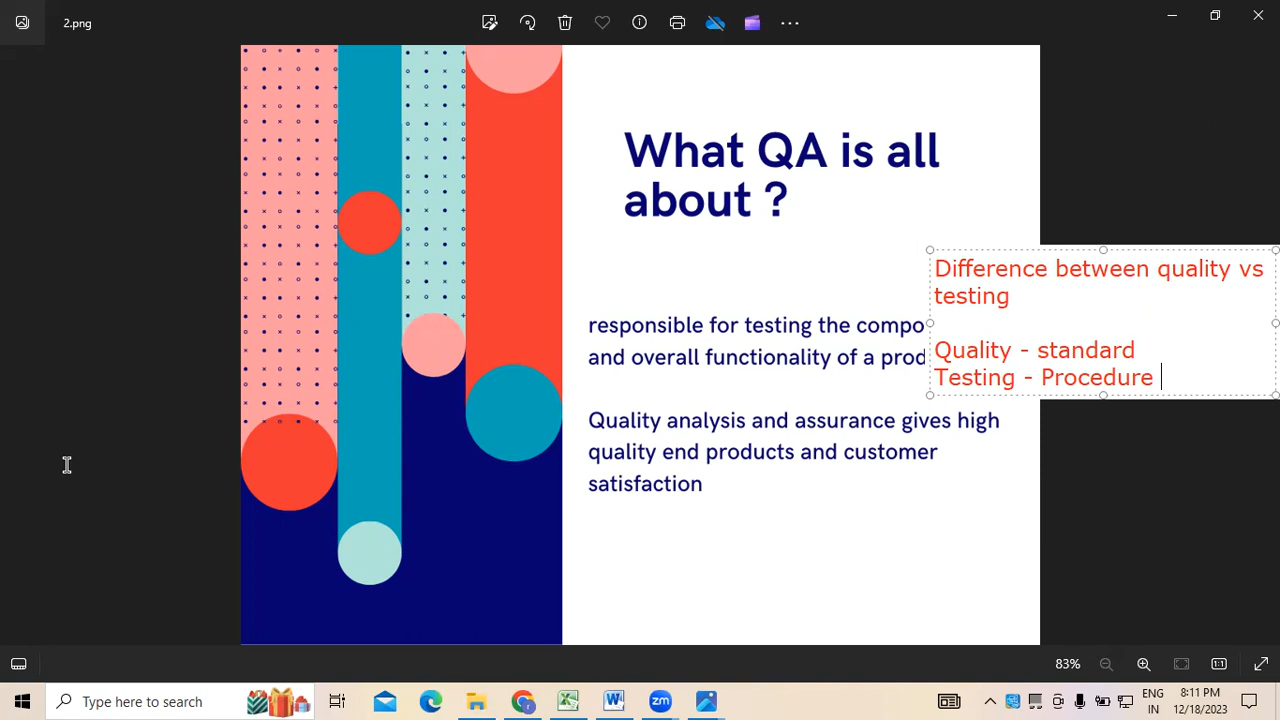 2.png
What QA is all
about ?
Difference between quality vs
testing
responsible for testing the compo
and overall functionality of a prod
Quality - standard
Testing - Procedure
Quality analysis and assurance gives high
quality end products and customer
satisfaction
83%
Type here to search
ENG
IN
8:11 PM
12/18/2023